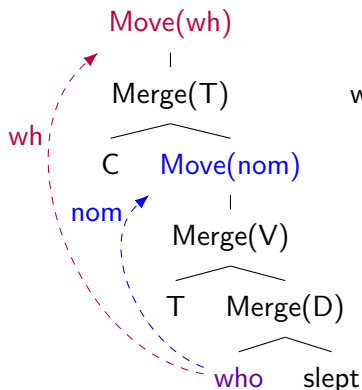 Move(wh)
Merge(T) w
wh C Move(nom)
nom
Merge(V)
T Merge(D)
who slept